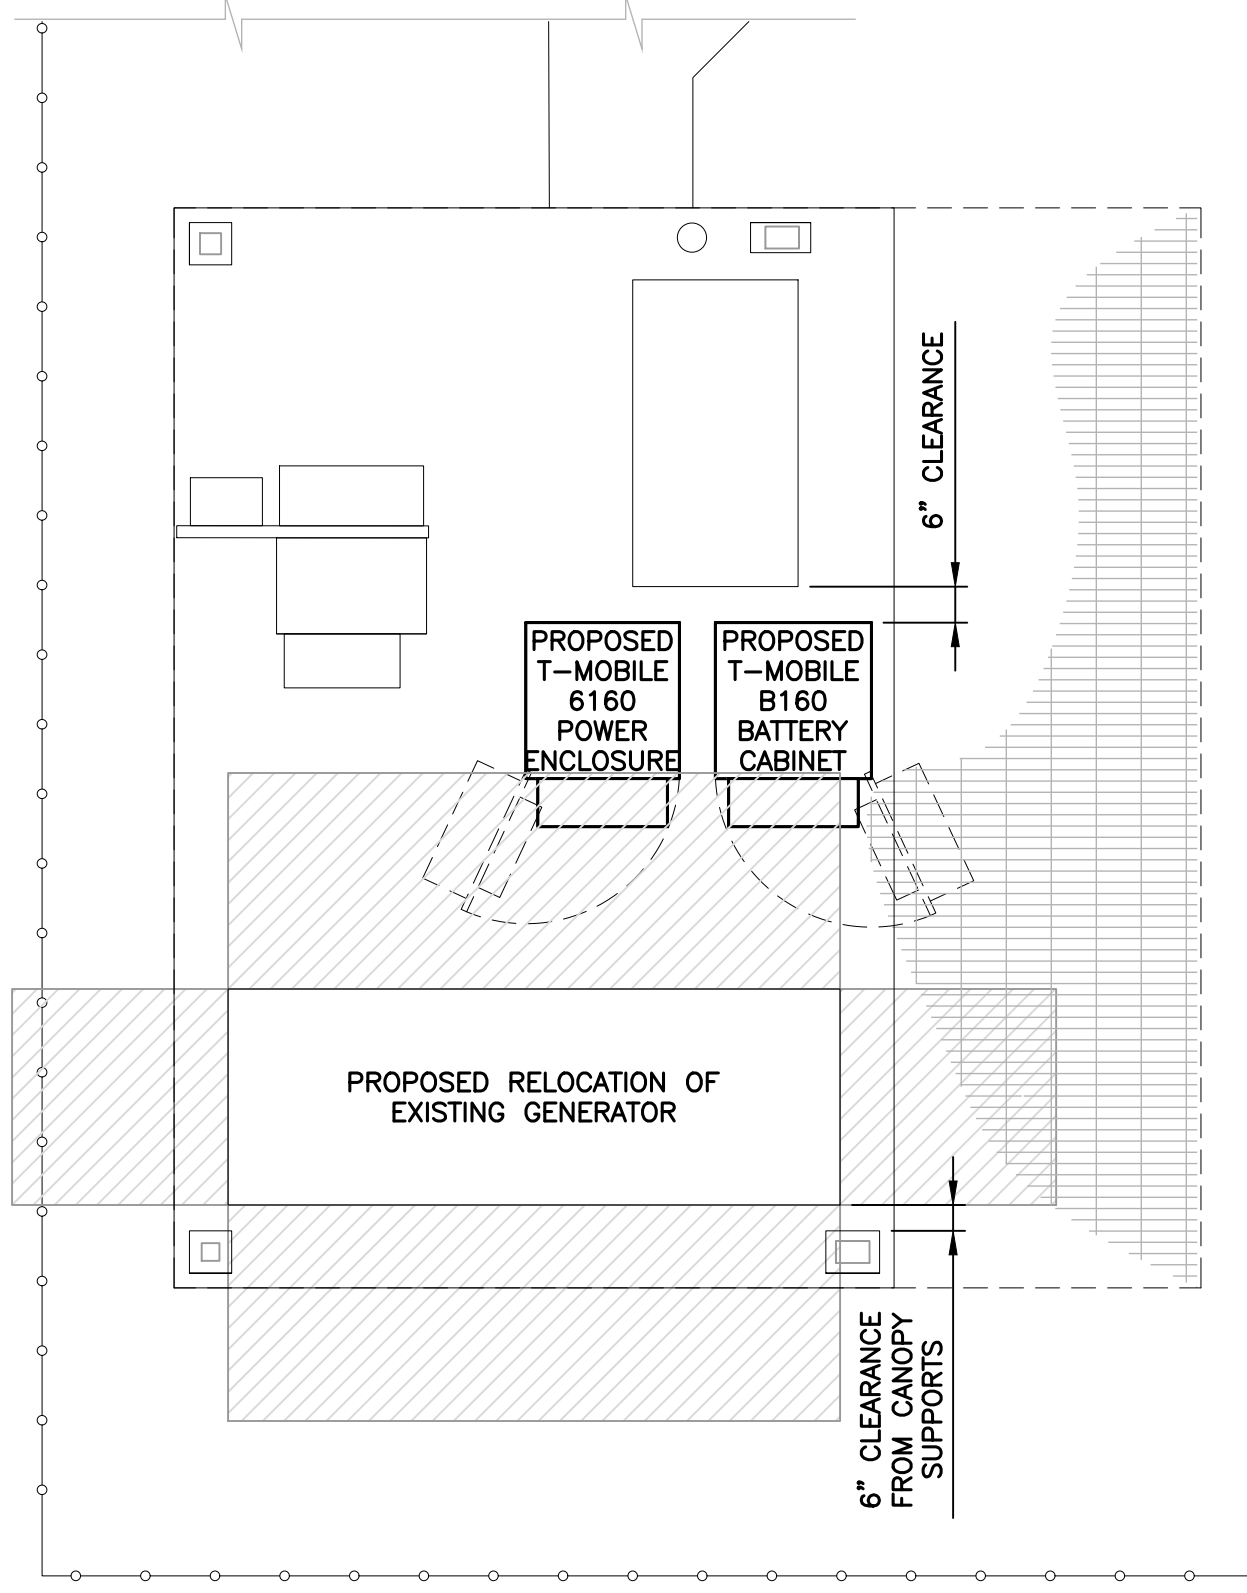 6” CLEARANCE
PROPOSED
T-MOBILE
6160
POWER
ENCLOSURE
PROPOSED
T-MOBILE
B160
BATTERY
CABINET
PROPOSED RELOCATION OF
EXISTING GENERATOR
6” CLEARANCE
FROM CANOPY
SUPPORTS